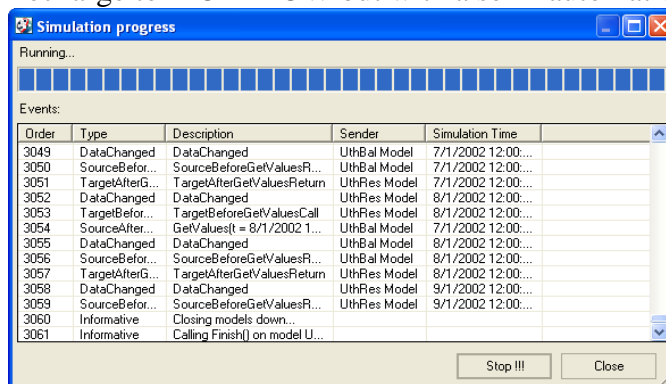 Simulation progress
Running...
Events:
Order Type Description Sender Simulation Time
3049 DataChanged DataChanged UthBal Model 7/1/2002 12:00:...
3050 SourceBefor... SourceBeforeGetValuesR... UthBal Model 7/1/2002 12:00:...
3051 TargetAfterG... TargetAfterGetValuesReturn UthRes Model 7/1/2002 12:00:...
3052 DataChanged DataChanged UthRes Model 8/1/2002 12:00:...
3053 TargetBefor... TargetBeforeGetValuesCall UthRes Model 8/1/2002 12:00:...
3054 SourceAfter... GetValues(t = 8/1/2002 1... UthBal Model 7/1/2002 12:00:...
3055 DataChanged DataChanged UthBal Model 8/1/2002 12:00:...
3056 SourceBefor... SourceBeforeGetValuesR... UthBal Model 8/1/2002 12:00:...
3057 TargetAfterG... TargetAfterGetValuesReturn UthRes Model 8/1/2002 12:00:...
3058 DataChanged DataChanged UthRes Model 9/1/2002 12:00:...
3059 SourceBefor... SourceBeforeGetValuesR... UthRes Model 9/1/2002 12:00:...
3060 Informative Closing models down...
3061 Informative Calling Finish() on model U...
Stop !!! Close